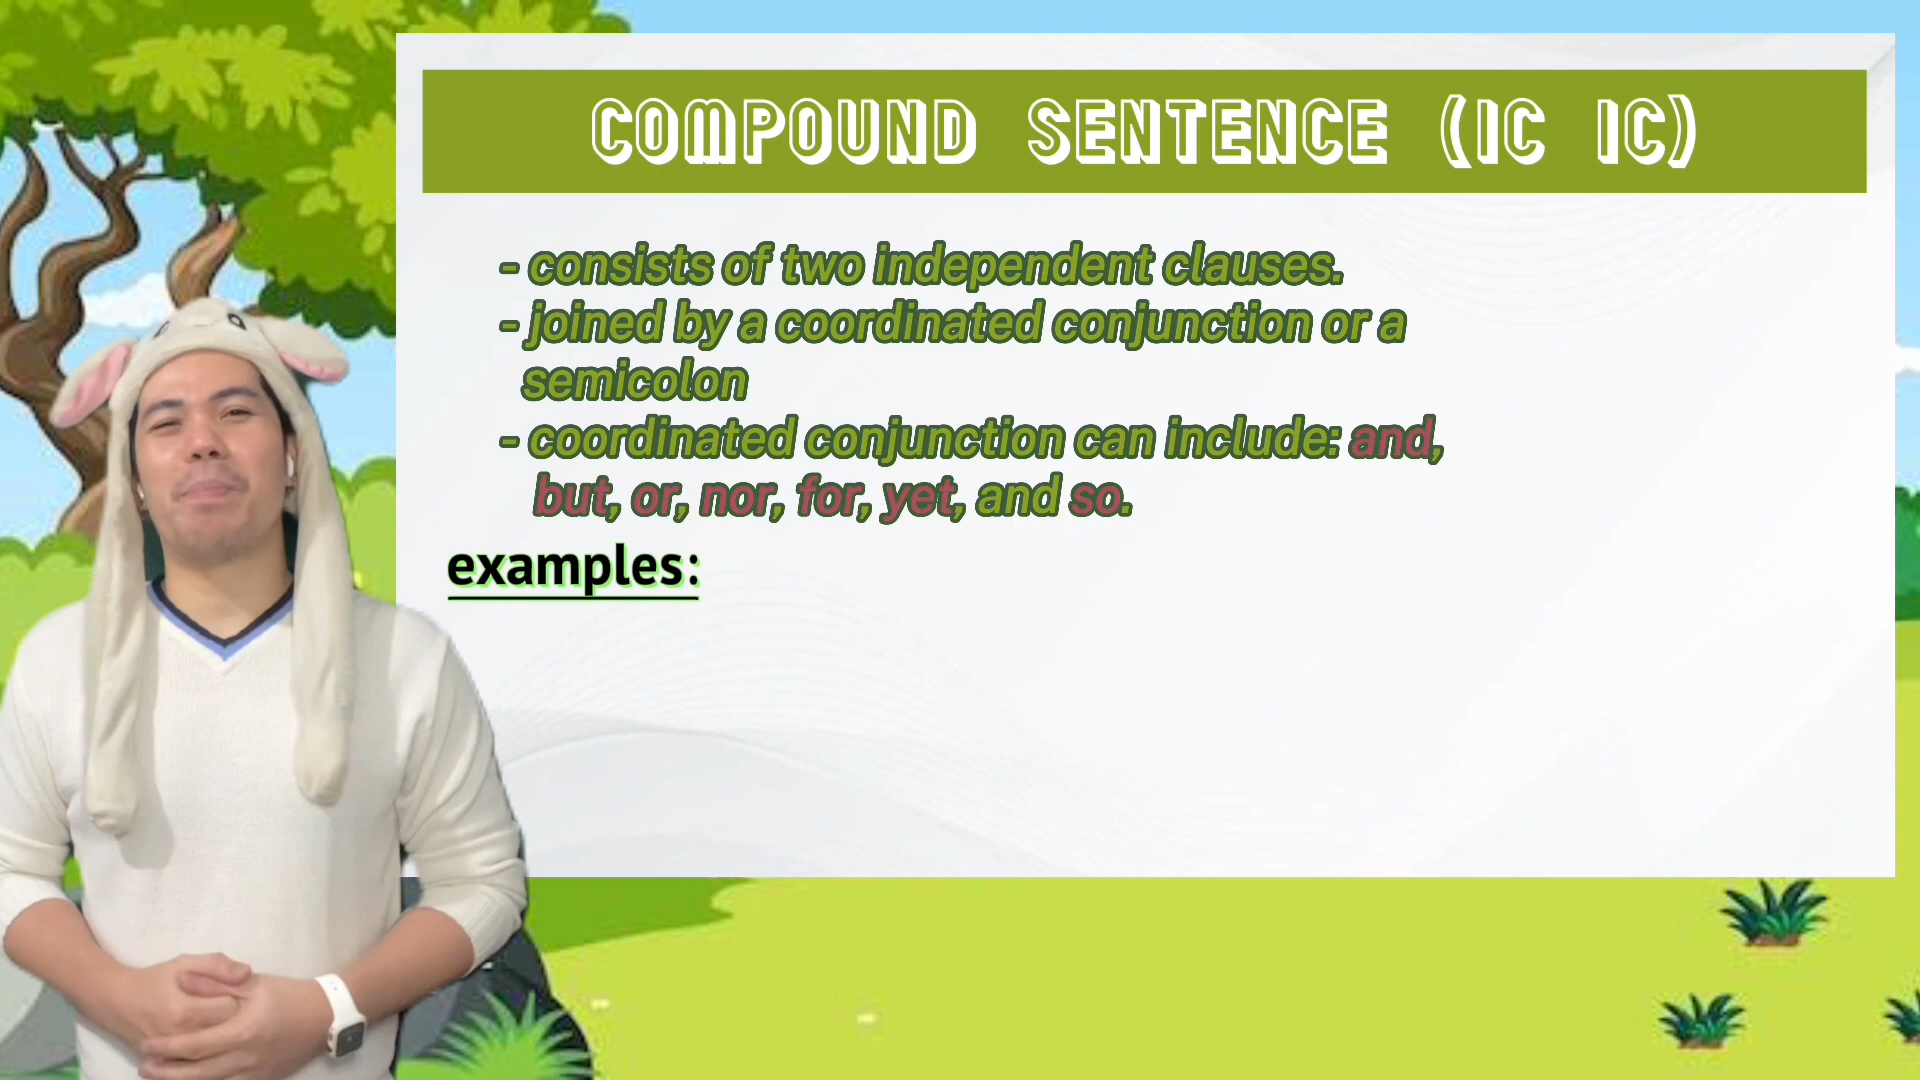 COMPOUND SENTENCE (IC IC)
- consists of two independent clauses.
- joined by a coordinated conjunction or a
semicolon
- coordinated conjunction can include: and,
but, or, nor, for, yet, and so.
examples: